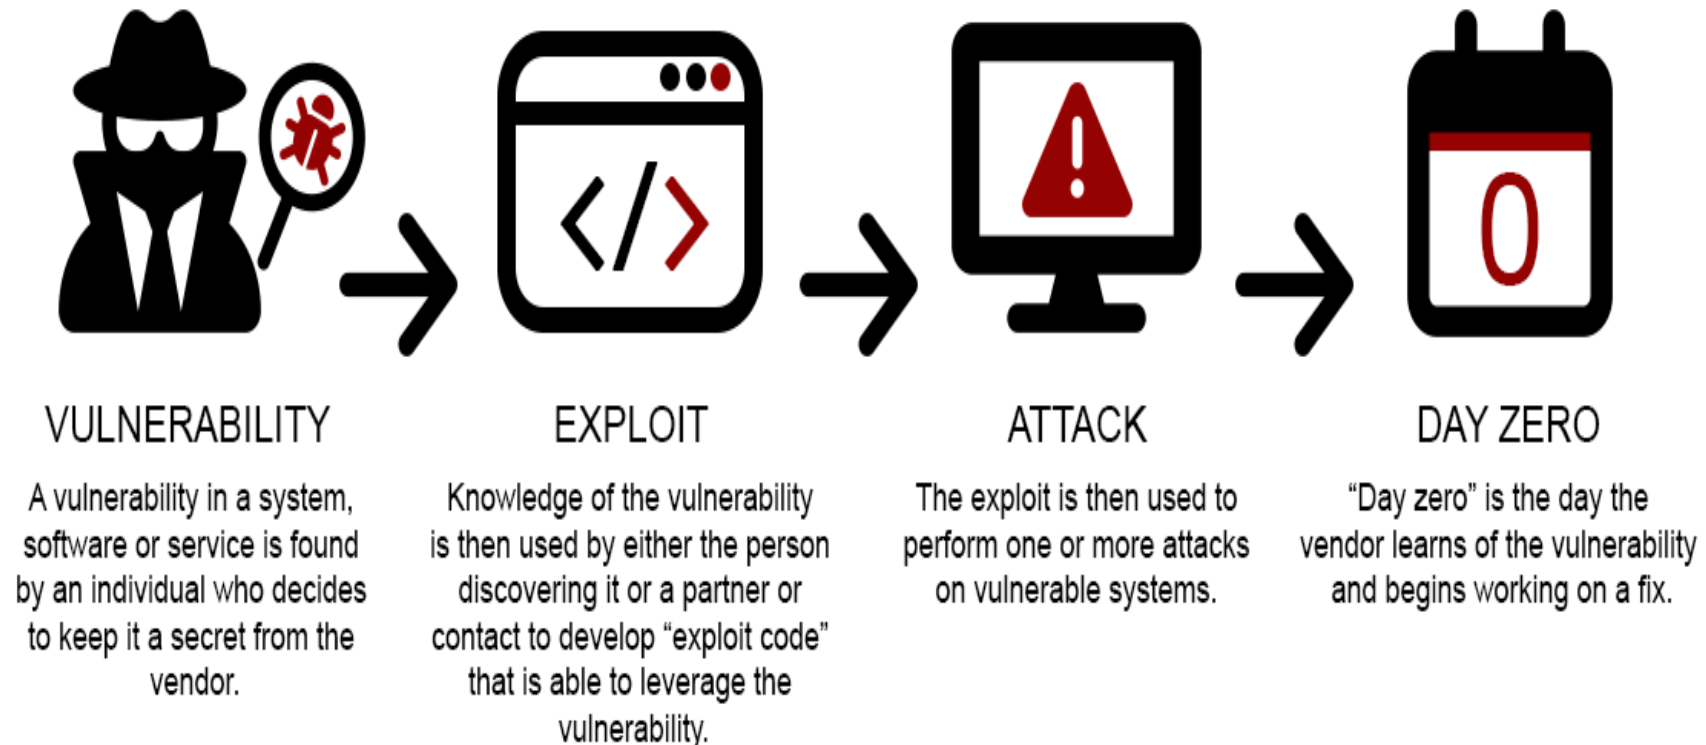 VULNERABILITY
A vulnerability in a system,
software or service is found
by an individual who decides
to keep it a secret from the
vendor.
EXPLOIT
Knowledge of the vulnerability
is then used by either the person
discovering it or a partner or
contact to develop “exploit code”
that is able to leverage the
vulnerability.
ATTACK
The exploit is then used to
perform one or more attacks
on vulnerable systems.
0
DAY ZERO
“Day zero” is the day the
vendor learns of the vulnerability
and begins working on a fix.